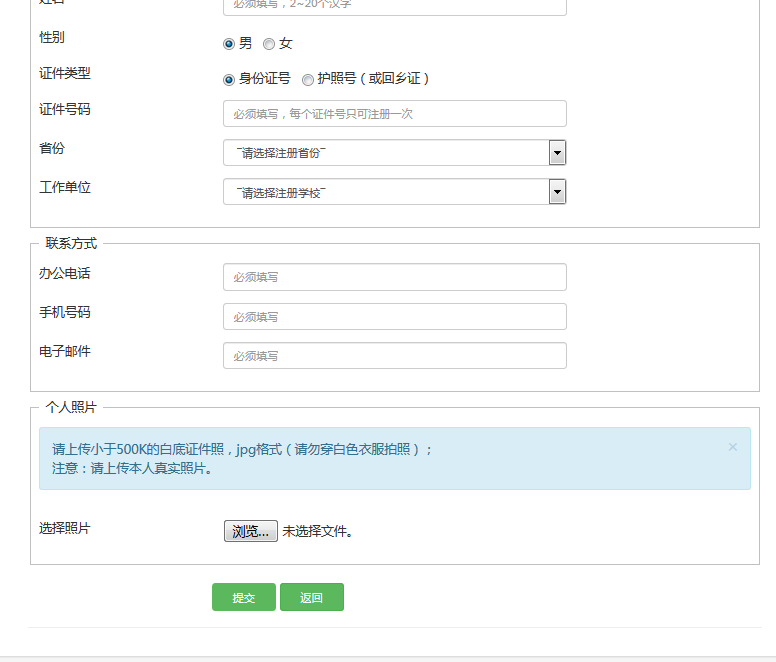 姓名
必须填写，2~20个汉字
性别
男 女
证件类型
身份证号 护照号（或回乡证）
证件号码
必须填写，每个证件号只可注册一次
省份
‾请选择注册省份‾
工作单位
‾请选择注册学校‾
联系方式
办公电话
必须填写
手机号码
必须填写
电子邮件
必须填写
个人照片
请上传小于500K的白底证件照，jpg格式（请勿穿白色衣服拍照）；
×
注意：请上传本人真实照片。
选择照片
浏览... 未选择文件。
提交 返回